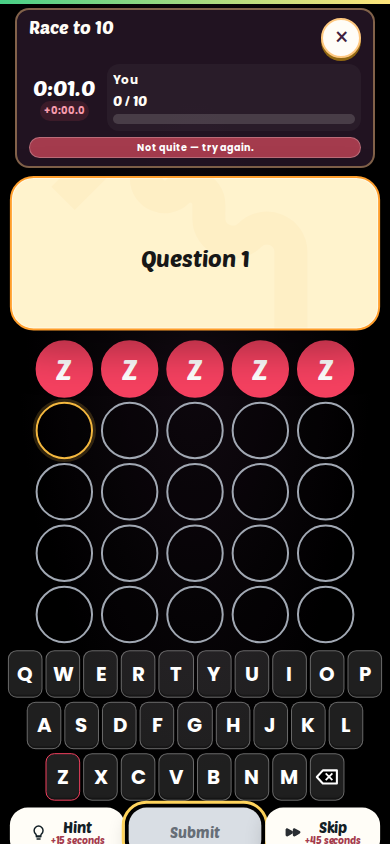 Race to 10
×
0:01.0
+0:00.0
You
0 / 10
Not quite — try again.
Question 1
Z Z Z Z Z
Q W E R T Y U I O P
A S D F G H J K L
Z X C V B N M
Hint
+15 seconds
Submit
Skip
+45 seconds